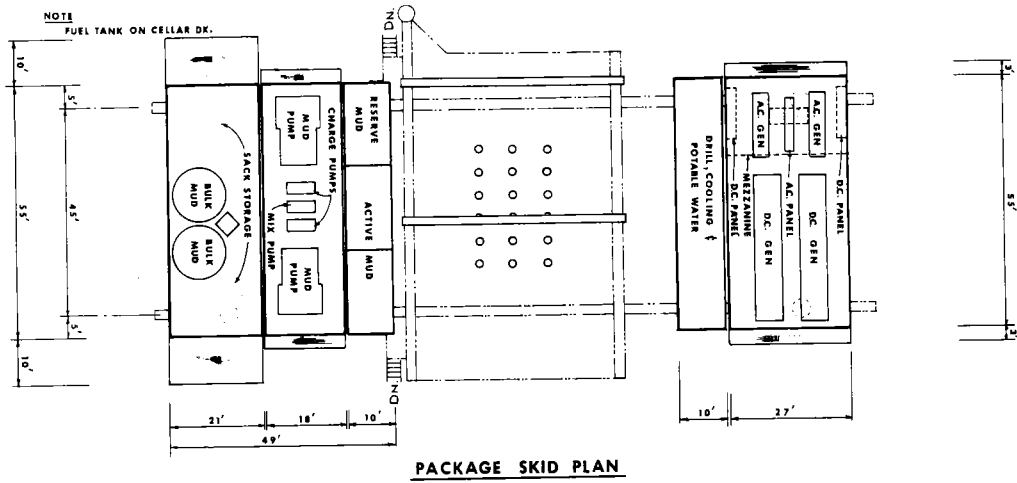 NOTE
FUEL TANK ON CELLAR DK.
DN.
10'
5'
55'
45'
5'
10'
SACK STORAGE
BULK
MUD
BULK
MUD
MUD
PUMP
CHARGE PUMPS
MIX PUMP
MUD
PUMP
RESERVE
MUD
ACTIVE
MUD
DN.
DRILL, COOLING &
POTABLE WATER
A.C. GEN
A.C. GEN
D.C. PANEL
MEZZANINE
A.C. PANEL
D.C. PANEL
D.C. GEN
D.C. GEN
3'
55'
3'
21'
18'
10'
49'
10'
27'
PACKAGE SKID PLAN